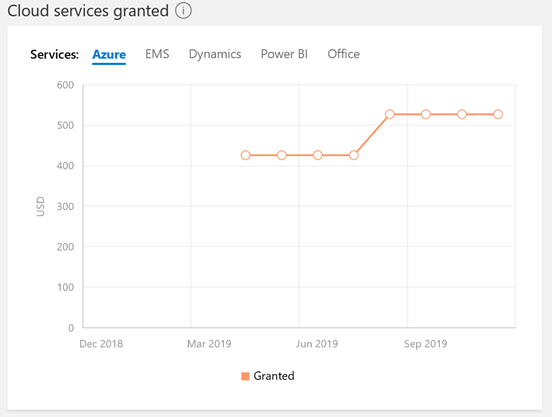 Cloud services granted
Services: Azure EMS Dynamics Power BI Office
600
500
400
300
200
100
0
USD
Dec 2018 Mar 2019 Jun 2019 Sep 2019
Granted